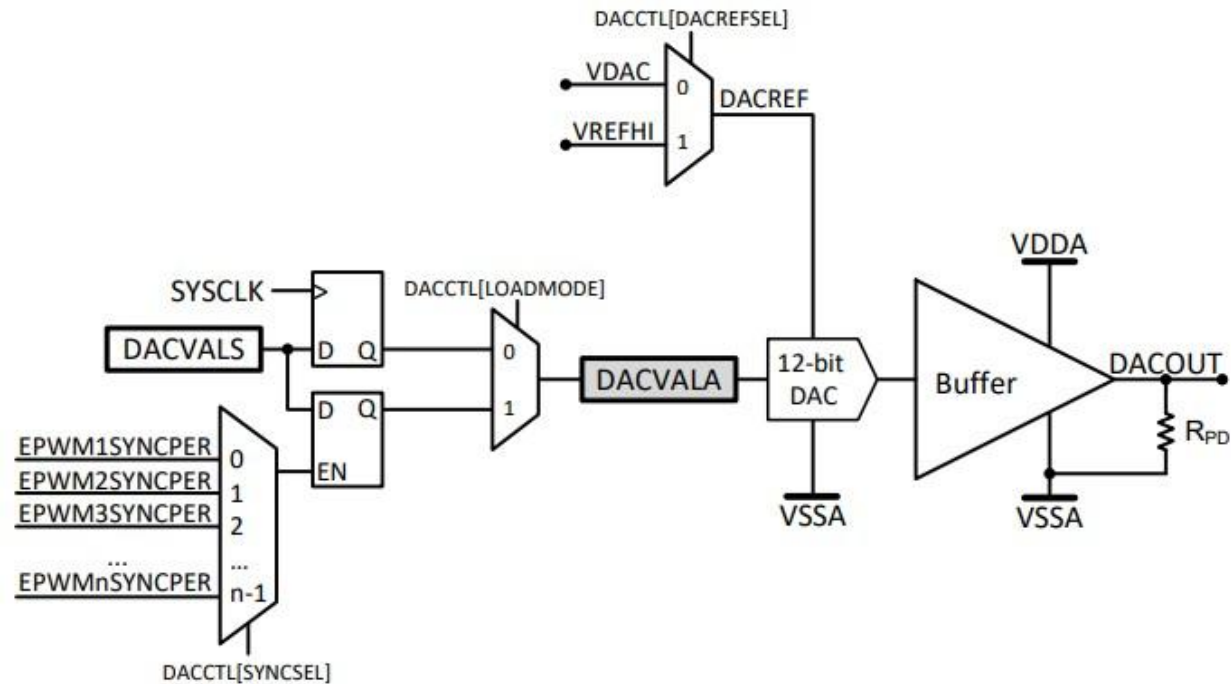 DACCTL[DACREFSEL]
VDAC
0
DACREF
VREFHI
1
VDDA
SYSCLK
DACCTL[LOADMODE]
DACVALS
D Q
0
DACVALA
12-bit
DAC
Buffer
DACOUT
D Q
1
RPD
EN
EPWM1SYNCPER
0
EPWM2SYNCPER
1
EPWM3SYNCPER
2
VSSA
VSSA
...
...
EPWMnSYNCPER
n-1
DACCTL[SYNCSEL]